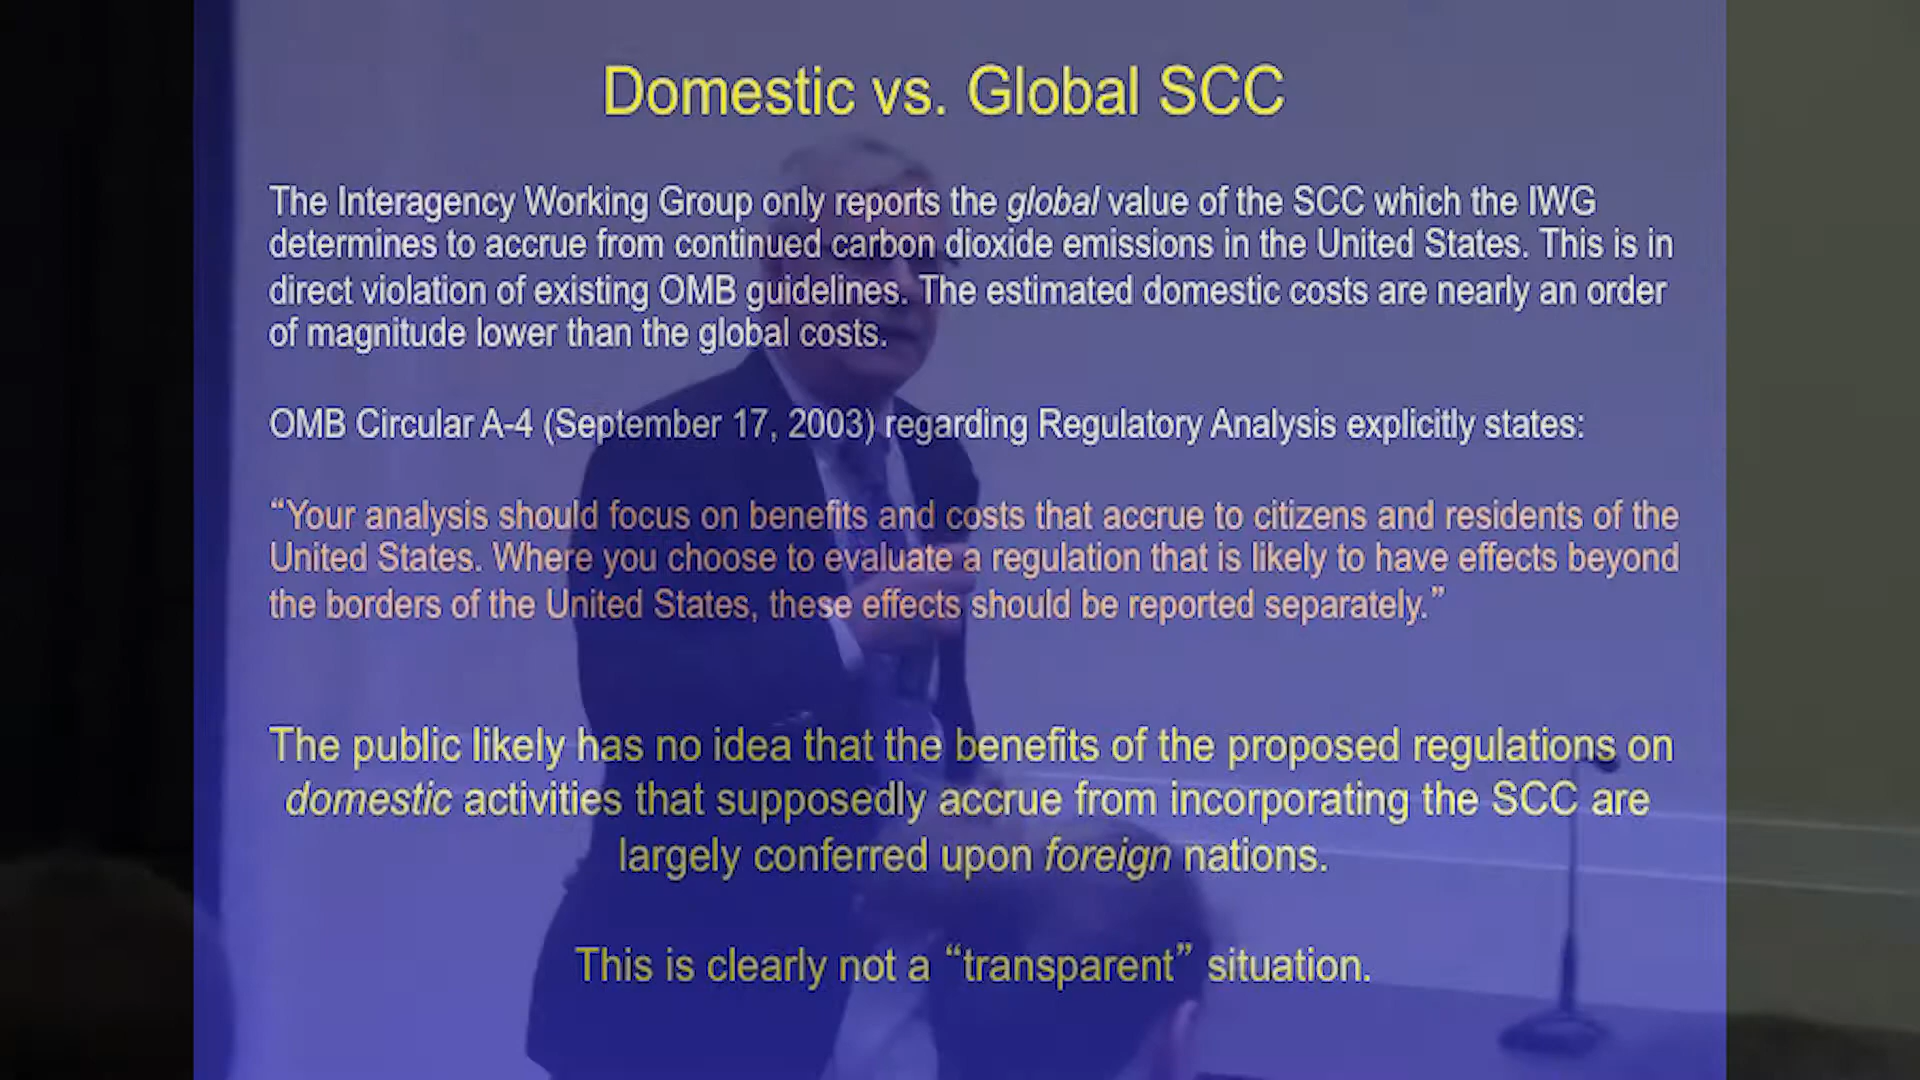 Domestic vs. Global SCC
The Interagency Working Group only reports the global value of the SCC which the IWG
determines to accrue from continued carbon dioxide emissions in the United States. This is in
direct violation of existing OMB guidelines. The estimated domestic costs are nearly an order
of magnitude lower than the global costs.
OMB Circular A-4 (September 17, 2003) regarding Regulatory Analysis explicitly states:
“Your analysis should focus on benefits and costs that accrue to citizens and residents of the
United States. Where you choose to evaluate a regulation that is likely to have effects beyond
the borders of the United States, these effects should be reported separately.”
The public likely has no idea that the benefits of the proposed regulations on
domestic activities that supposedly accrue from incorporating the SCC are
largely conferred upon foreign nations.
This is clearly not a “transparent” situation.